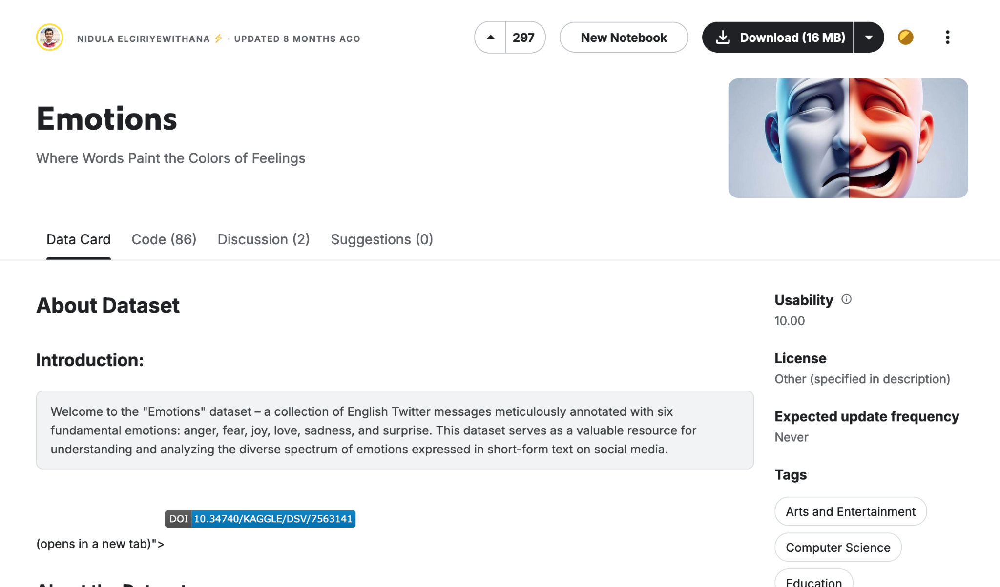 NIDULA ELGIRIYEWITHANA ⚡ · UPDATED 8 MONTHS AGO
297
New Notebook
Download (16 MB)
Emotions
Where Words Paint the Colors of Feelings
Data Card
Code (86)
Discussion (2)
Suggestions (0)
About Dataset
Introduction:
Welcome to the "Emotions" dataset – a collection of English Twitter messages meticulously annotated with six
fundamental emotions: anger, fear, joy, love, sadness, and surprise. This dataset serves as a valuable resource for
understanding and analyzing the diverse spectrum of emotions expressed in short-form text on social media.
DOI 10.34740/KAGGLE/DSV/7563141
(opens in a new tab)">
Usability
10.00
License
Other (specified in description)
Expected update frequency
Never
Tags
Arts and Entertainment
Computer Science
Education